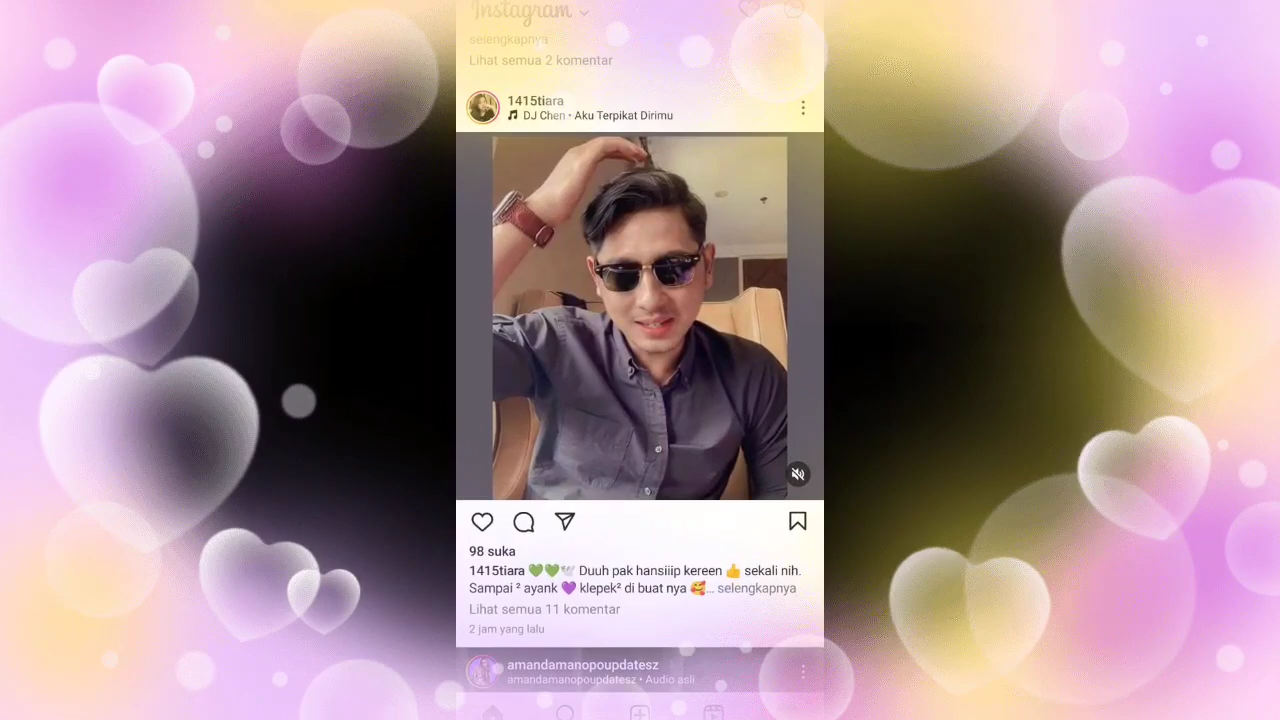 Instagram
selengkapnya
Lihat semua 2 komentar
1415tiara
DJ Chen • Aku Terpikat Dirimu
98 suka
1415tiara 💚💚🕊️ Duuh pak hansiiip kereen 👍 sekali nih.
Sampai ² ayank 💜 klepek² di buat nya 🥰... selengkapnya
Lihat semua 11 komentar
2 jam yang lalu
amandamanopoupdatesz
amandamanopoupdatesz • Audio asli